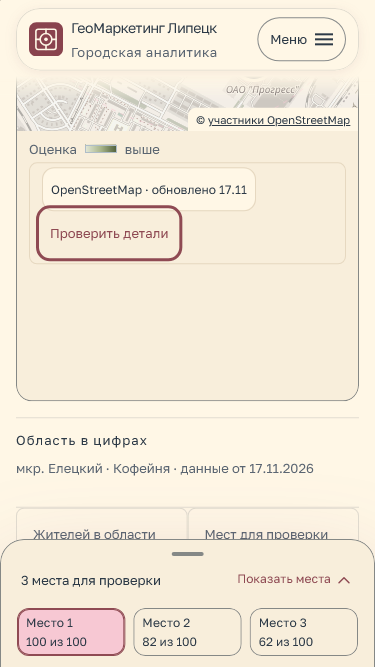 ГеоМаркетинг Липецк
Городская аналитика
Меню
ОАО "Прогресс"
© участники OpenStreetMap
Оценка выше
OpenStreetMap · обновлено 17.11
Проверить детали
Область в цифрах
мкр. Елецкий · Кофейня · данные от 17.11.2026
Жителей в области
Мест для проверки
3 места для проверки
Показать места
Место 1
100 из 100
Место 2
82 из 100
Место 3
62 из 100